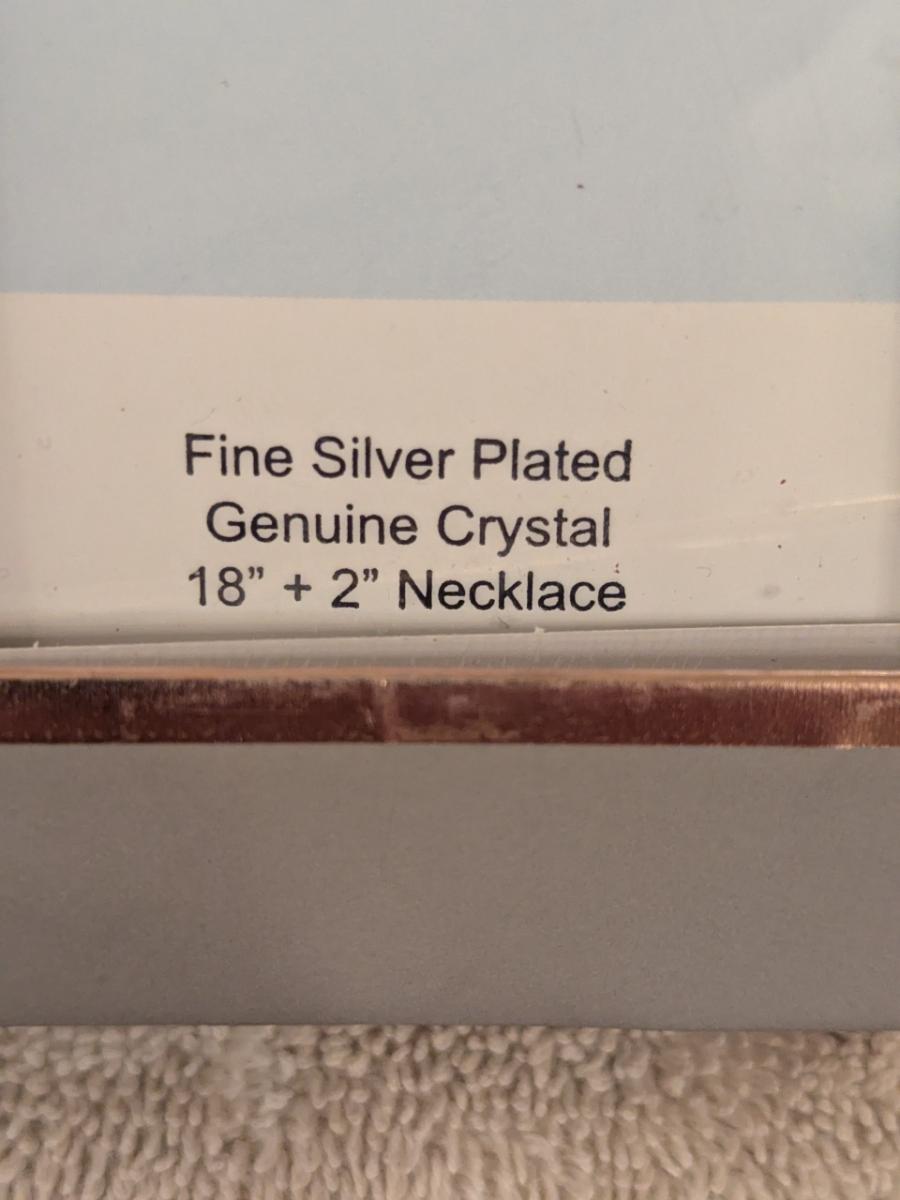 Fine Silver Plated
Genuine Crystal
18” + 2” Necklace